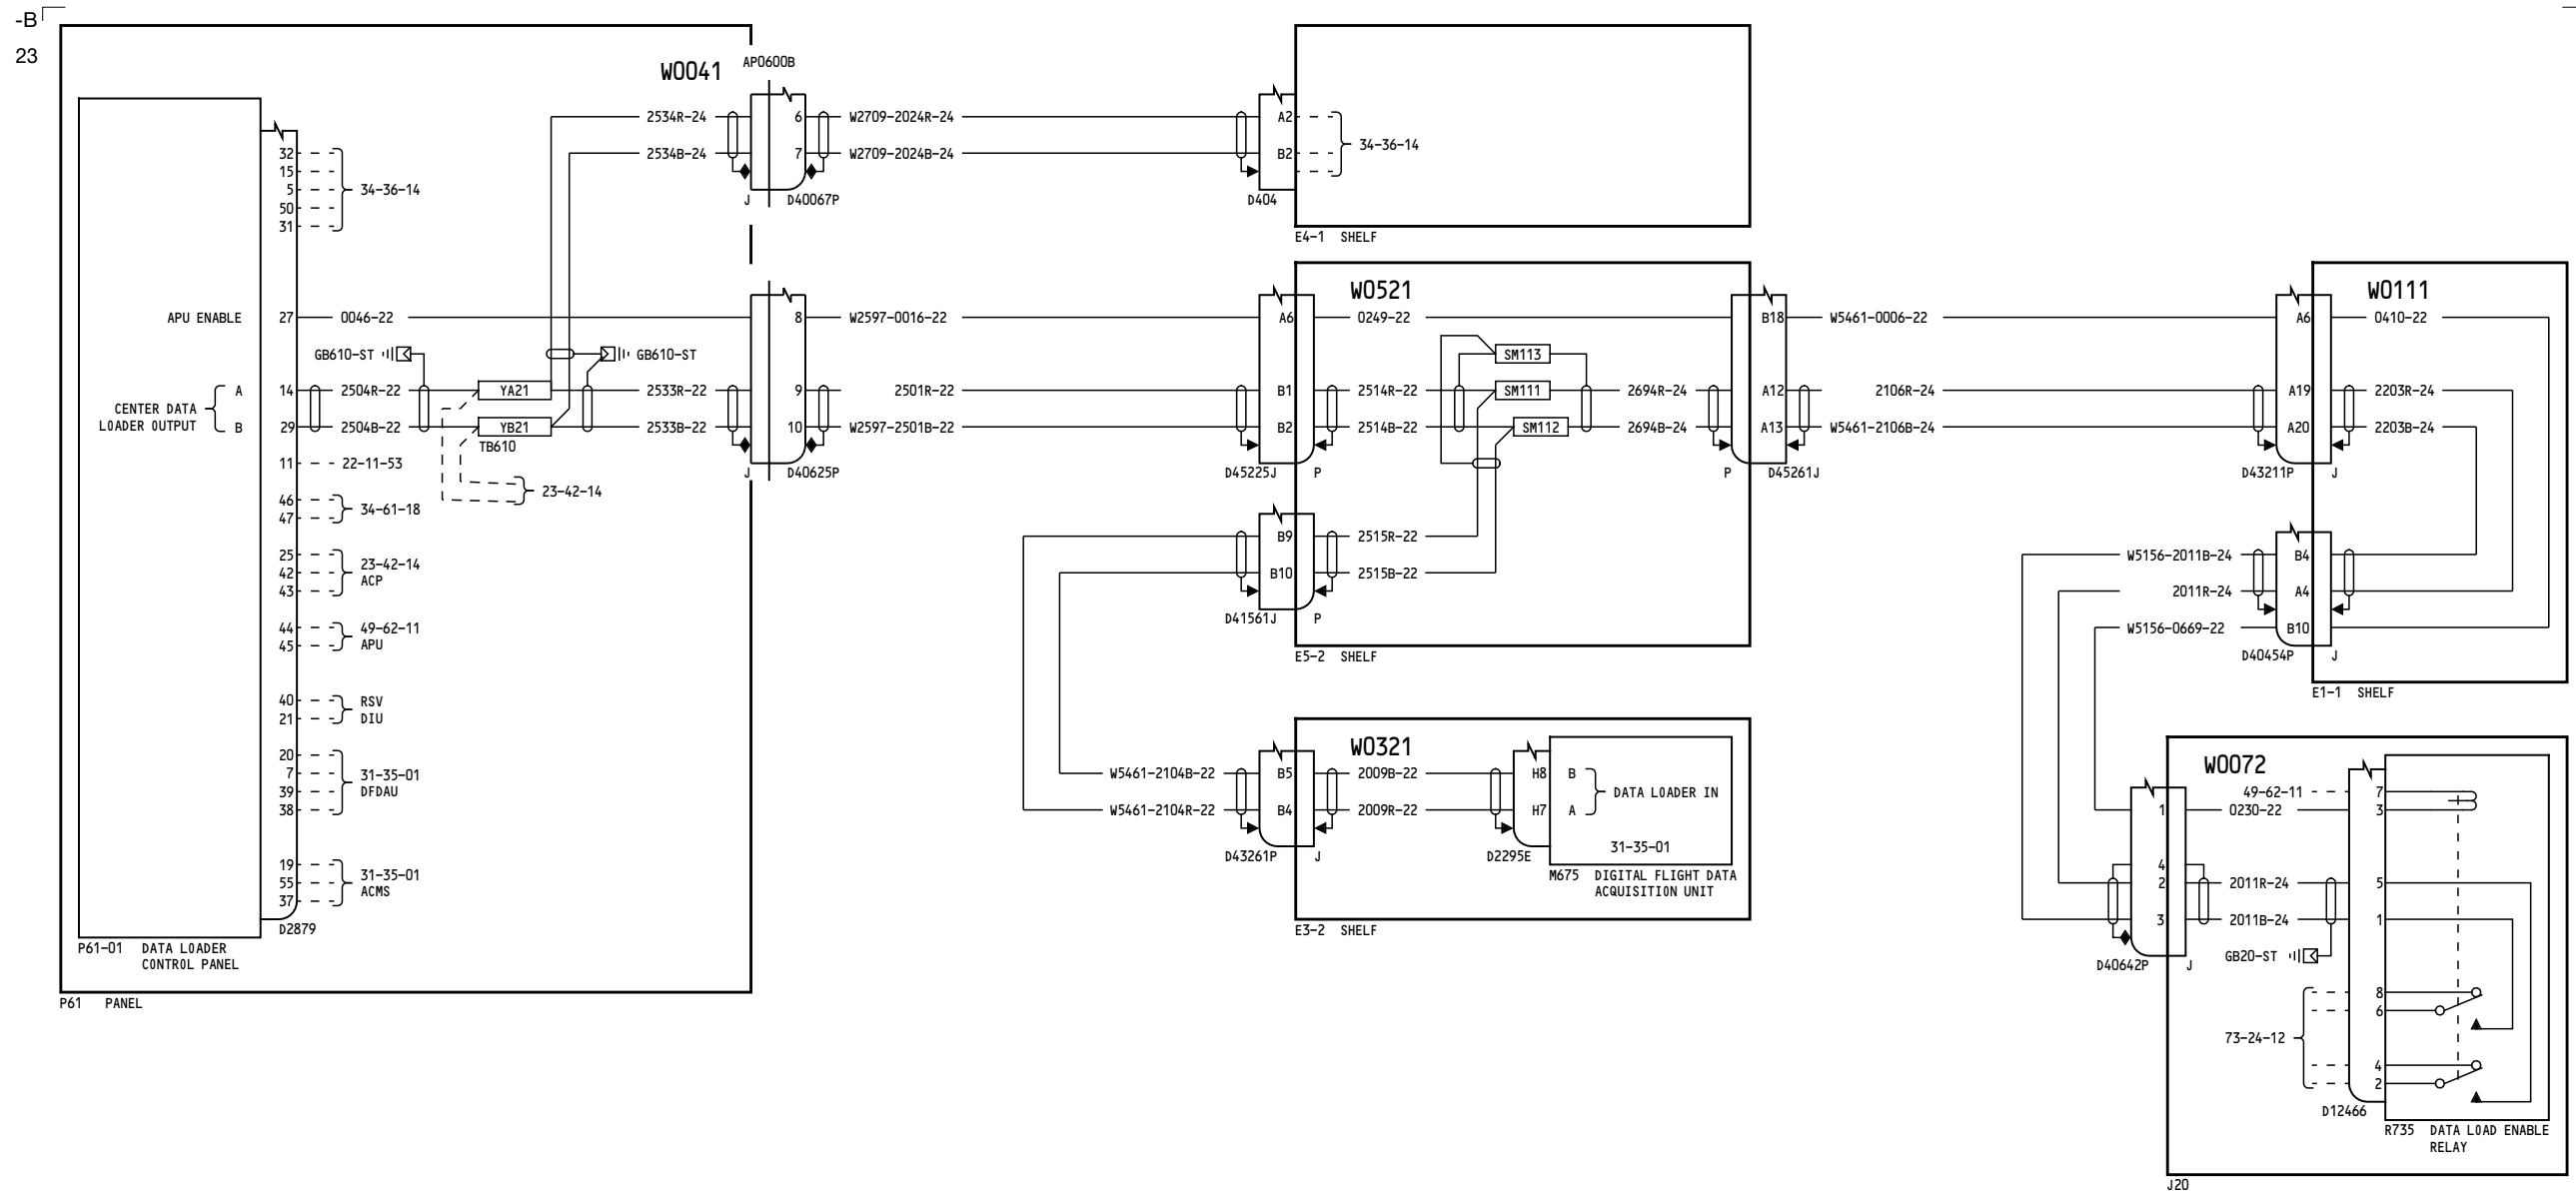 -B
23
W0041
AP0600B
32
15
5
50
31
34-36-14
2534R-24
2534B-24
6
7
J
D40067P
W2709-2024R-24
W2709-2024B-24
A2
B2
D404
34-36-14
E4-1 SHELF
APU ENABLE
27
0046-22
GB610-ST
GB610-ST
CENTER DATA
LOADER OUTPUT
A
B
14
29
2504R-22
2504B-22
YA21
YB21
TB610
2533R-22
2533B-22
8
9
10
J
D40625P
W2597-0016-22
2501R-22
W2597-2501B-22
11
22-11-53
23-42-14
46
47
34-61-18
25
42
43
23-42-14
ACP
44
45
49-62-11
APU
40
21
RSV
DIU
20
7
39
38
31-35-01
DFDAU
19
55
37
31-35-01
ACMS
D2879
P61-01 DATA LOADER
CONTROL PANEL
P61 PANEL
W0521
A6
B1
B2
D45225J
P
0249-22
2514R-22
2514B-22
SM113
SM111
SM112
2694R-24
2694B-24
B18
A12
A13
P
D45261J
B9
B10
D41561J
P
2515R-22
2515B-22
E5-2 SHELF
W5461-0006-22
2106R-24
W5461-2106B-24
W0111
A6
A19
A20
D43211P
J
0410-22
2203R-24
2203B-24
W5156-2011B-24
2011R-24
W5156-0669-22
B4
A4
B10
D40454P
J
E1-1 SHELF
W0321
W5461-2104B-22
W5461-2104R-22
B5
B4
D43261P
J
2009B-22
2009R-22
H8
H7
D2295E
B
A
DATA LOADER IN
31-35-01
M675 DIGITAL FLIGHT DATA
ACQUISITION UNIT
E3-2 SHELF
W0072
49-62-11
0230-22
1
4
2
3
D40642P
J
2011R-24
2011B-24
GB20-ST
7
3
5
1
8
6
4
2
73-24-12
D12466
R735 DATA LOAD ENABLE
RELAY
J20